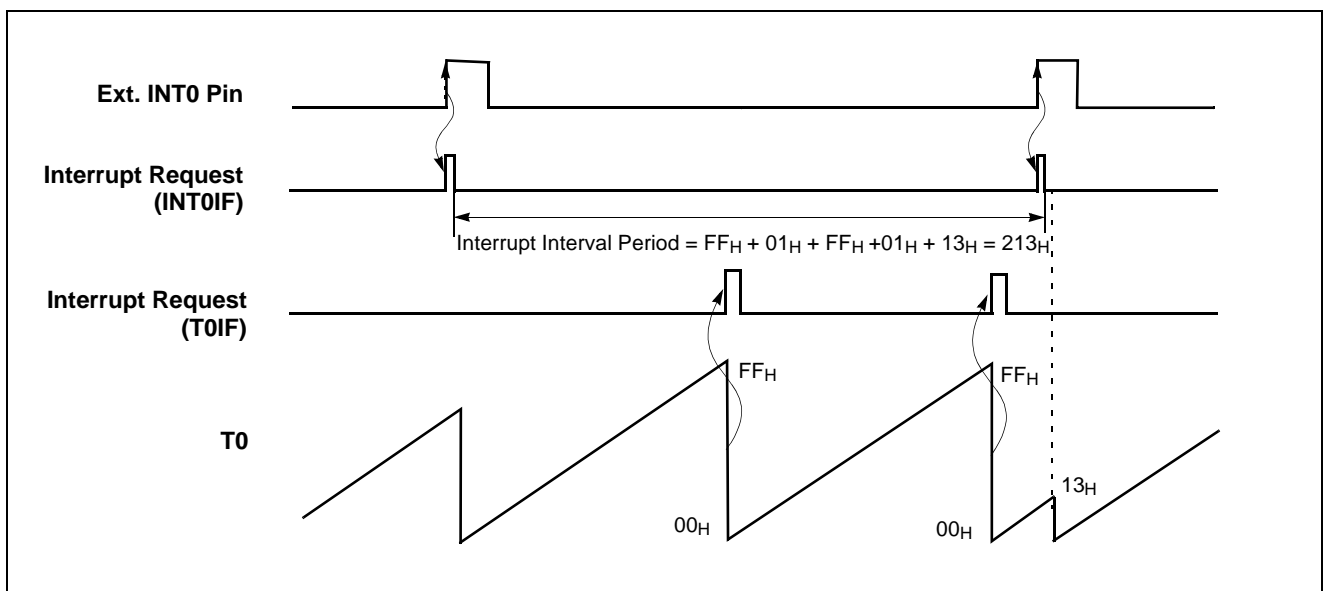 Ext. INT0 Pin
Interrupt Request
(INT0IF)
Interrupt Interval Period = FFH + 01H + FFH +01H + 13H = 213H
Interrupt Request
(T0IF)
FFH
FFH
T0
13H
00H
00H